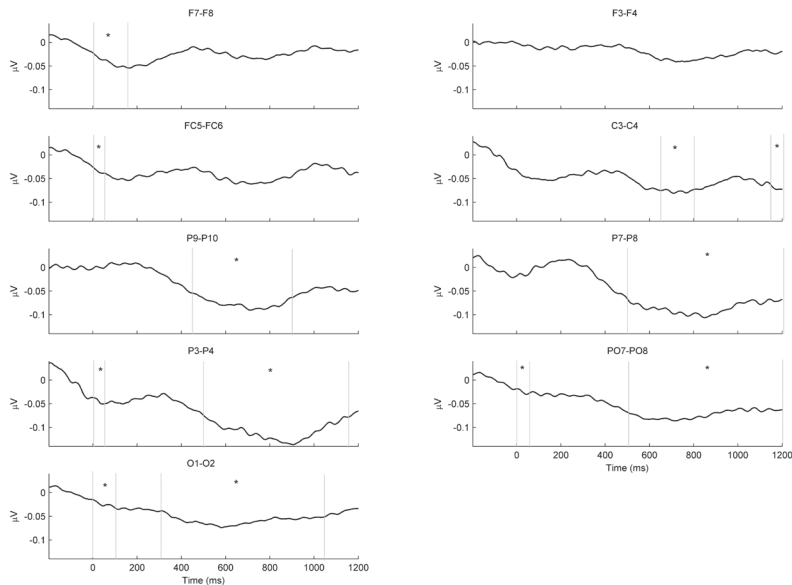 F7-F8
*
0
-0.05
-0.1
µV
F3-F4
0
-0.05
-0.1
µV
FC5-FC6
*
0
-0.05
-0.1
µV
C3-C4
*
*
0
-0.05
-0.1
µV
P9-P10
*
0
-0.05
-0.1
µV
P7-P8
*
0
-0.05
-0.1
µV
P3-P4
*
*
0
-0.05
-0.1
µV
PO7-PO8
*
*
0
-0.05
-0.1
µV
0 200 400 600 800 1000 1200
Time (ms)
O1-O2
*
*
0
-0.05
-0.1
µV
0 200 400 600 800 1000 1200
Time (ms)